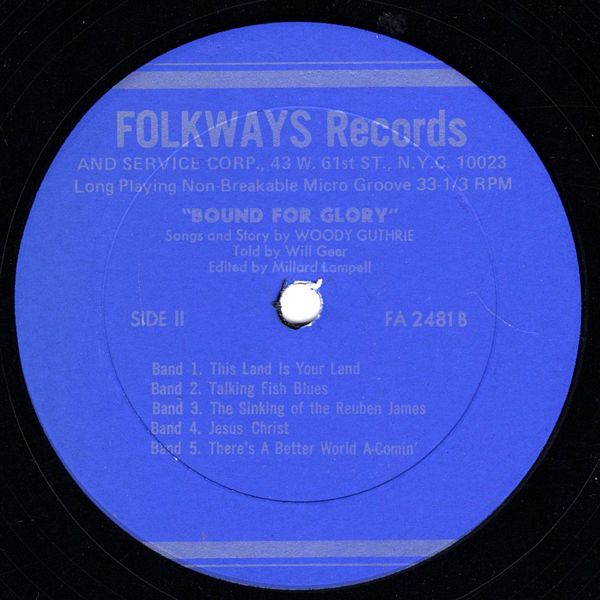 FOLKWAYS Records
AND SERVICE CORP., 43 W. 61st ST., N.Y.C. 10023
Long Playing Non-Breakable Micro Groove 33-1/3 RPM
"BOUND FOR GLORY"
Songs and Story by WOODY GUTHRIE
Told by Will Geer
Edited by Millard Lampell
SIDE II FA 2481 B
Band 1. This Land Is Your Land
Band 2. Talking Fish Blues
Band 3. The Sinking of the Reuben James
Band 4. Jesus Christ
Band 5. There's A Better World A-Comin'